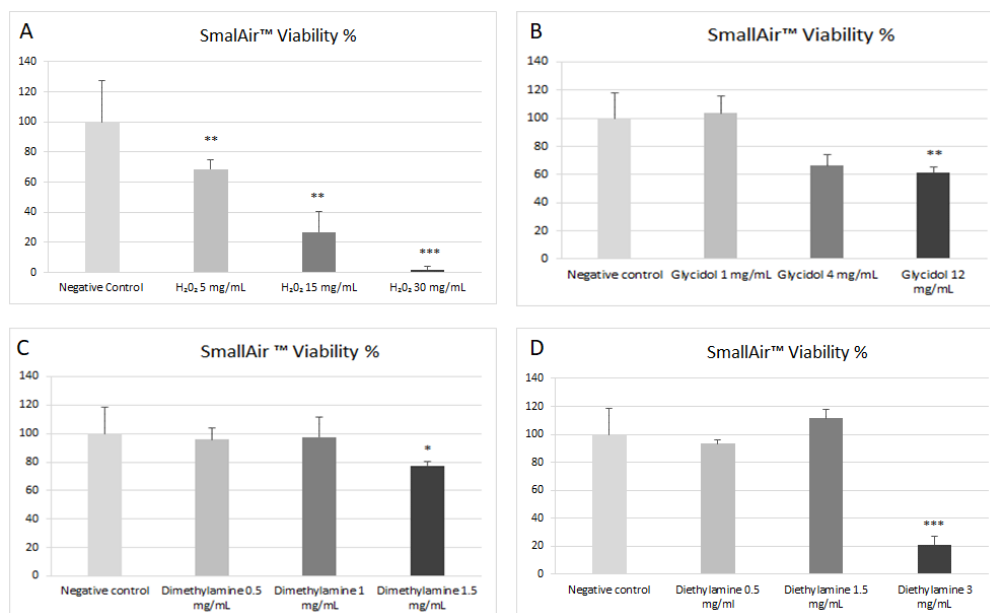 A
SmalAir™ Viability %
140
120
100
80
60
40
20
0
**
**
***
Negative Control H₂O₂ 5 mg/mL H₂O₂ 15 mg/mL H₂O₂ 30 mg/mL
B
SmallAir™ Viability %
140
120
100
80
60
40
20
0
**
Negative control Glycidol 1 mg/mL Glycidol 4 mg/mL Glycidol 12
mg/mL
C
SmallAir ™ Viability %
140
120
100
80
60
40
20
0
*
Negative control Dimethylamine 0.5 Dimethylamine 1 Dimethylamine 1.5
mg/mL mg/mL mg/mL
D
SmallAir™ Viability %
140
120
100
80
60
40
20
0
***
Negative control Diethylamine 0.5 Diethylamine 1.5 Diethylamine 3
mg/ml mg/mL mg/mL